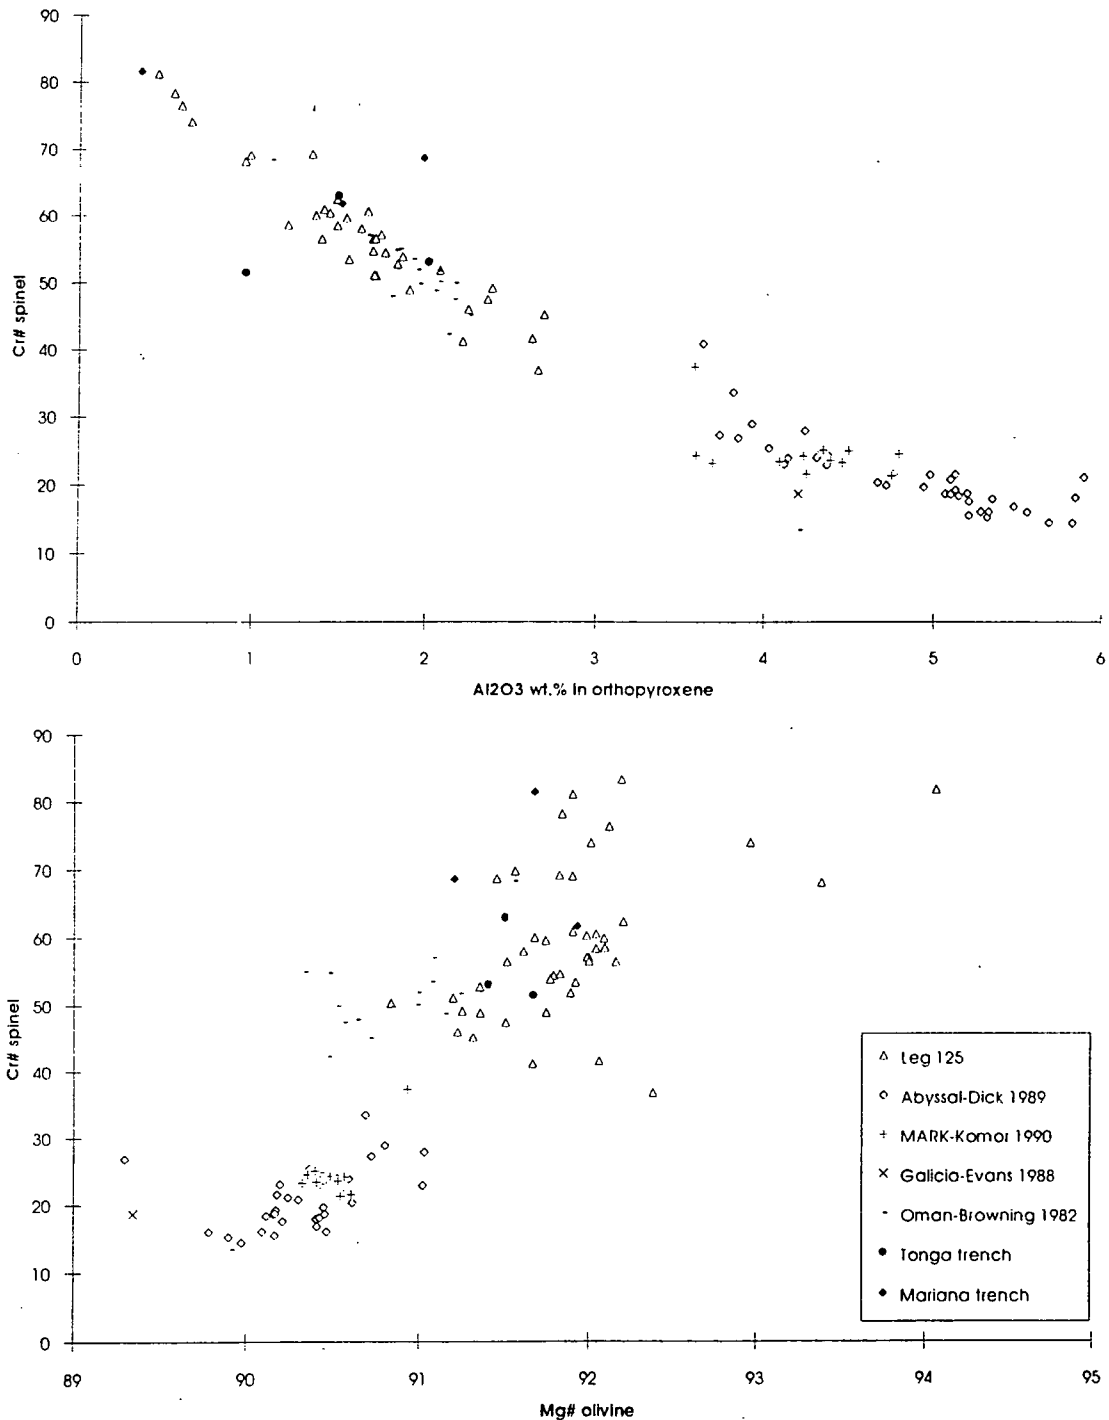 90
80
70
60
50
40
30
20
10
0
Cr# spinel
0 1 2 3 4 5 6
Al2O3 wt.% in orthopyroxene
90
80
70
60
50
40
30
20
10
0
Cr# spinel
Leg 125
Abyssal-Dick 1989
MARK-Komor 1990
Galicia-Evans 1988
Oman-Browning 1982
Tonga trench
Mariana trench
89 90 91 92 93 94 95
Mg# olivine